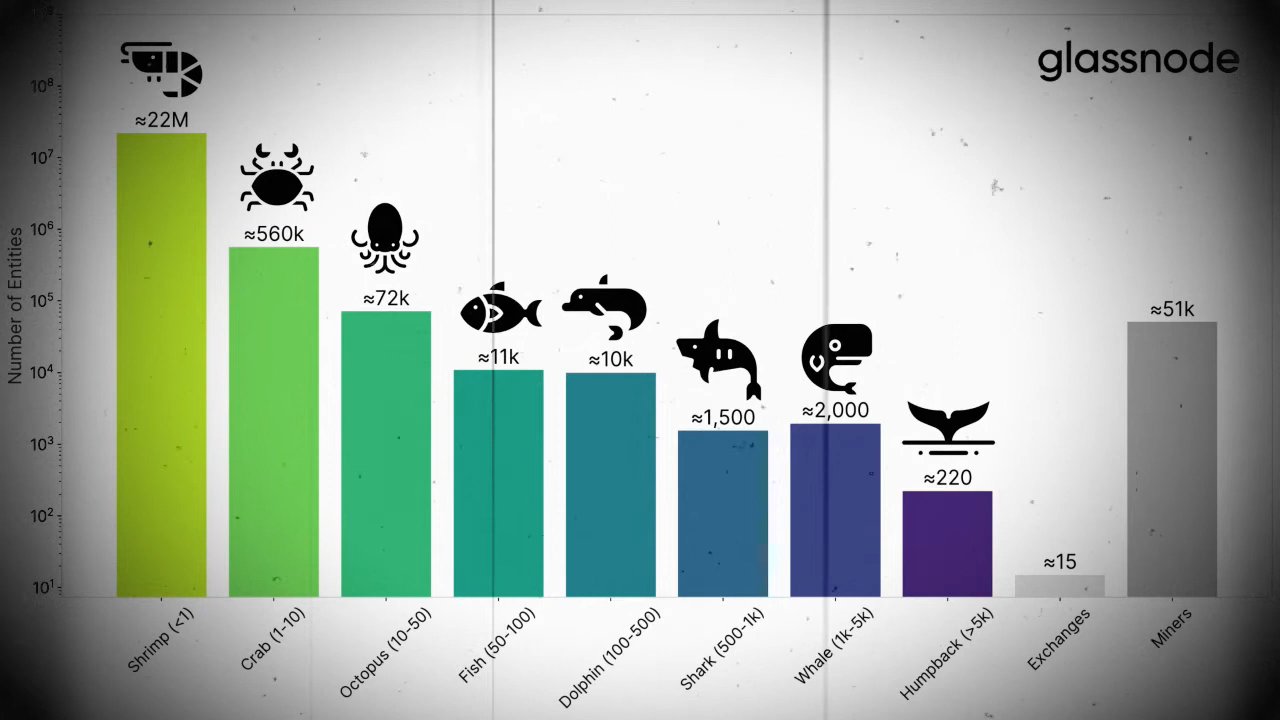 glassnode
Number of Entities
10⁸
10⁷
10⁶
10⁵
10⁴
10³
10²
10¹
≈22M
≈560k
≈72k
≈11k
≈10k
≈1,500
≈2,000
≈220
≈15
≈51k
Shrimp (<1)
Crab (1-10)
Octopus (10-50)
Fish (50-100)
Dolphin (100-500)
Shark (500-1k)
Whale (1k-5k)
Humpback (>5k)
Exchanges
Miners